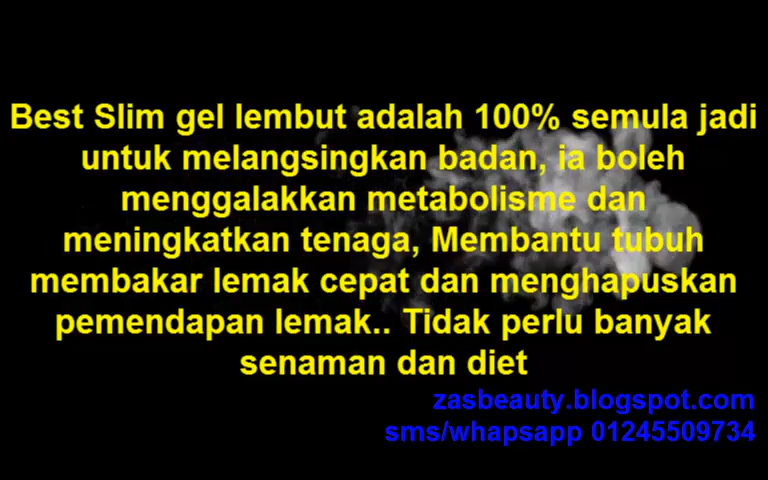 Best Slim gel lembut adalah 100% semula jadi
untuk melangsingkan badan, ia boleh
menggalakkan metabolisme dan
meningkatkan tenaga, Membantu tubuh
membakar lemak cepat dan menghapuskan
pemendapan lemak.. Tidak perlu banyak
senaman dan diet
zasbeauty.blogspot.com
sms/whapsapp 01245509734